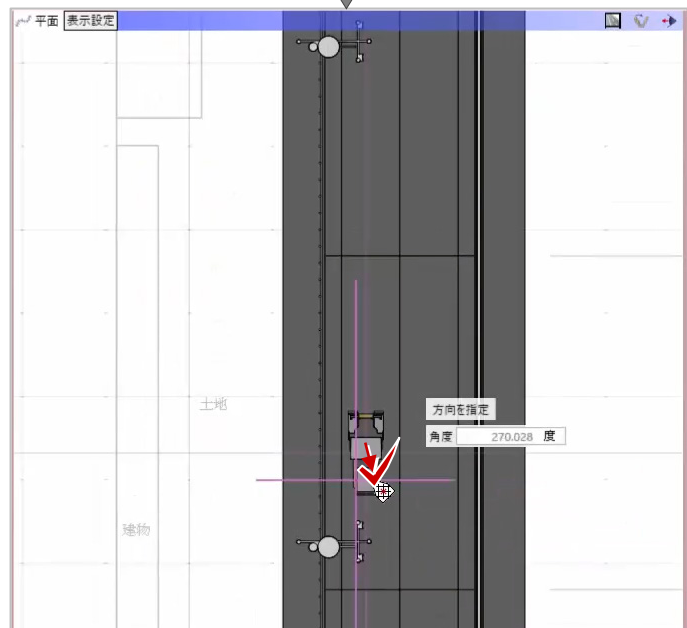 平面 表示設定
土地
方向を指定
角度 270.028 度
建物